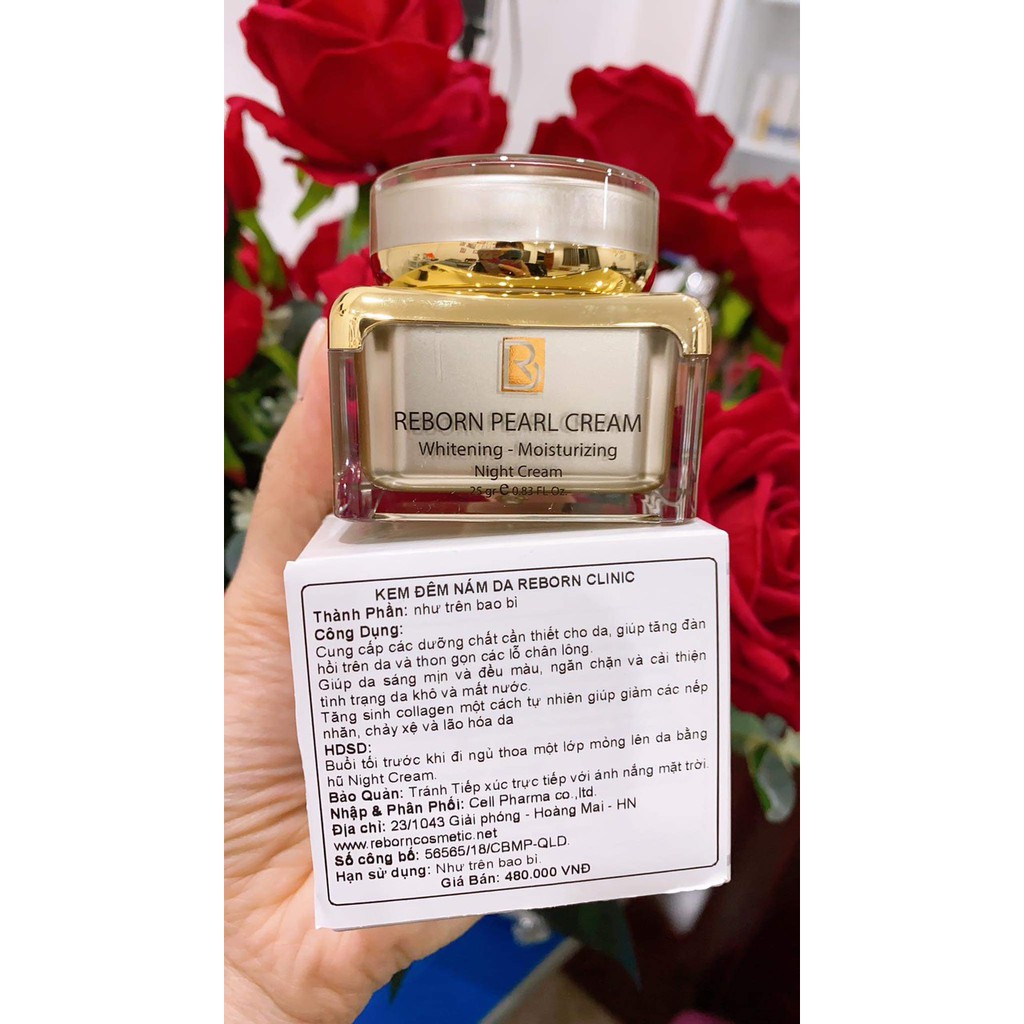 R
REBORN PEARL CREAM
Whitening - Moisturizing
Night Cream
25 gr e 0.83 FL Oz.
KEM ĐÊM NÁM DA REBORN CLINIC
Thành Phần: như trên bao bì
Công Dụng:
Cung cấp các dưỡng chất cần thiết cho da, giúp tăng đàn
hồi trên da và thon gọn các lỗ chân lông.
Giúp da sáng mịn và đều màu, ngăn chặn và cải thiện
tình trạng da khô và mất nước.
Tăng sinh collagen một cách tự nhiên giúp giảm các nếp
nhăn, chảy xệ và lão hóa da
HDSD:
Buổi tối trước khi đi ngủ thoa một lớp mỏng lên da bằng
hũ Night Cream.
Bảo Quản: Tránh Tiếp xúc trực tiếp với ánh nắng mặt trời.
Nhập & Phân Phối: Cell Pharma co.,ltd.
Địa chỉ: 23/1043 Giải phóng - Hoàng Mai - HN
www.reborncosmetic.net
Số công bố: 56565/18/CBMP-QLD.
Hạn sử dụng: Như trên bao bì.
Giá Bán: 480.000 VNĐ